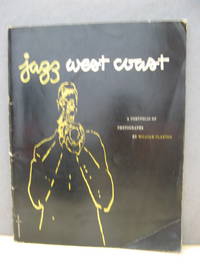 jazz west coast
A PORTFOLIO OF
PHOTOGRAPHS
BY WILLIAM CLAXTON